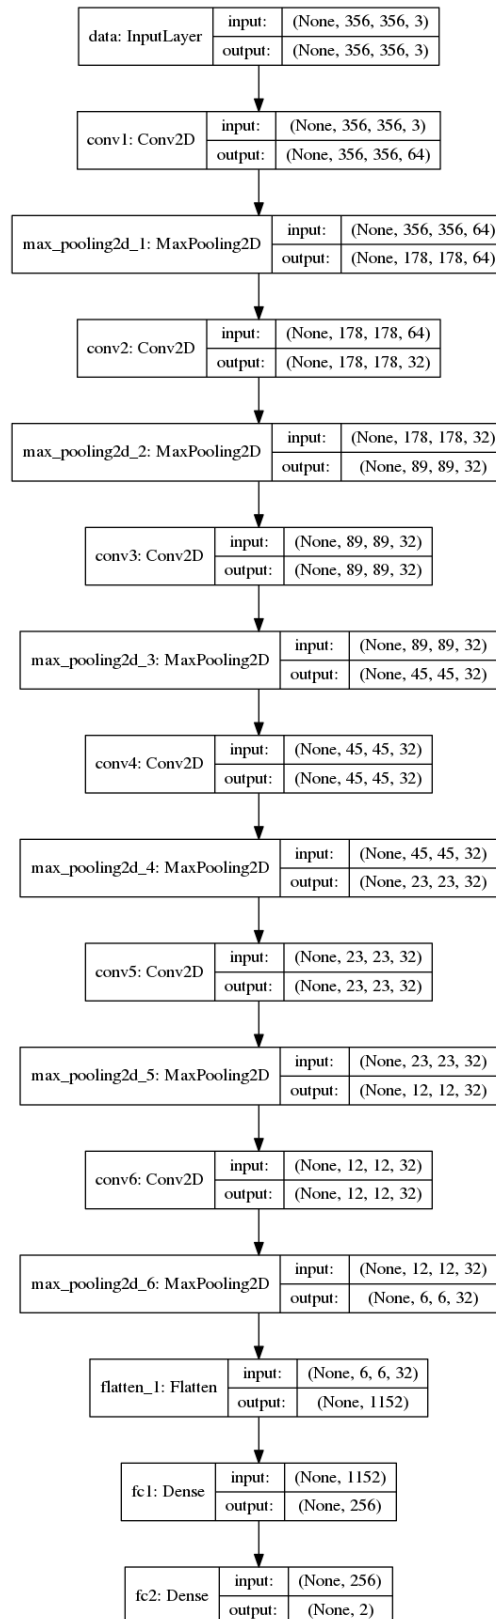 data: InputLayer
input: (None, 356, 356, 3)
output: (None, 356, 356, 3)
conv1: Conv2D
input: (None, 356, 356, 3)
output: (None, 356, 356, 64)
max_pooling2d_1: MaxPooling2D
input: (None, 356, 356, 64)
output: (None, 178, 178, 64)
conv2: Conv2D
input: (None, 178, 178, 64)
output: (None, 178, 178, 32)
max_pooling2d_2: MaxPooling2D
input: (None, 178, 178, 32)
output: (None, 89, 89, 32)
conv3: Conv2D
input: (None, 89, 89, 32)
output: (None, 89, 89, 32)
max_pooling2d_3: MaxPooling2D
input: (None, 89, 89, 32)
output: (None, 45, 45, 32)
conv4: Conv2D
input: (None, 45, 45, 32)
output: (None, 45, 45, 32)
max_pooling2d_4: MaxPooling2D
input: (None, 45, 45, 32)
output: (None, 23, 23, 32)
conv5: Conv2D
input: (None, 23, 23, 32)
output: (None, 23, 23, 32)
max_pooling2d_5: MaxPooling2D
input: (None, 23, 23, 32)
output: (None, 12, 12, 32)
conv6: Conv2D
input: (None, 12, 12, 32)
output: (None, 12, 12, 32)
max_pooling2d_6: MaxPooling2D
input: (None, 12, 12, 32)
output: (None, 6, 6, 32)
flatten_1: Flatten
input: (None, 6, 6, 32)
output: (None, 1152)
fc1: Dense
input: (None, 1152)
output: (None, 256)
fc2: Dense
input: (None, 256)
output: (None, 2)